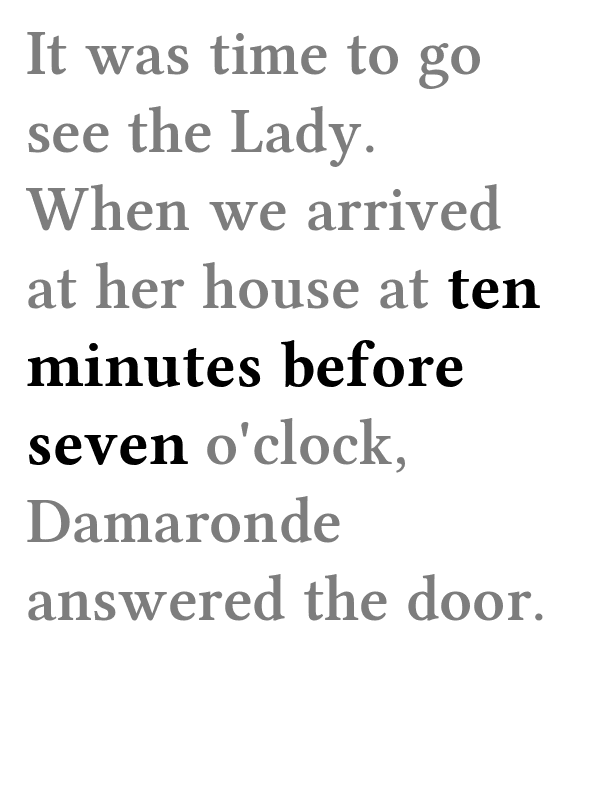 It was time to go
see the Lady.
When we arrived
at her house at ten
minutes before
seven o'clock,
Damaronde
answered the door.